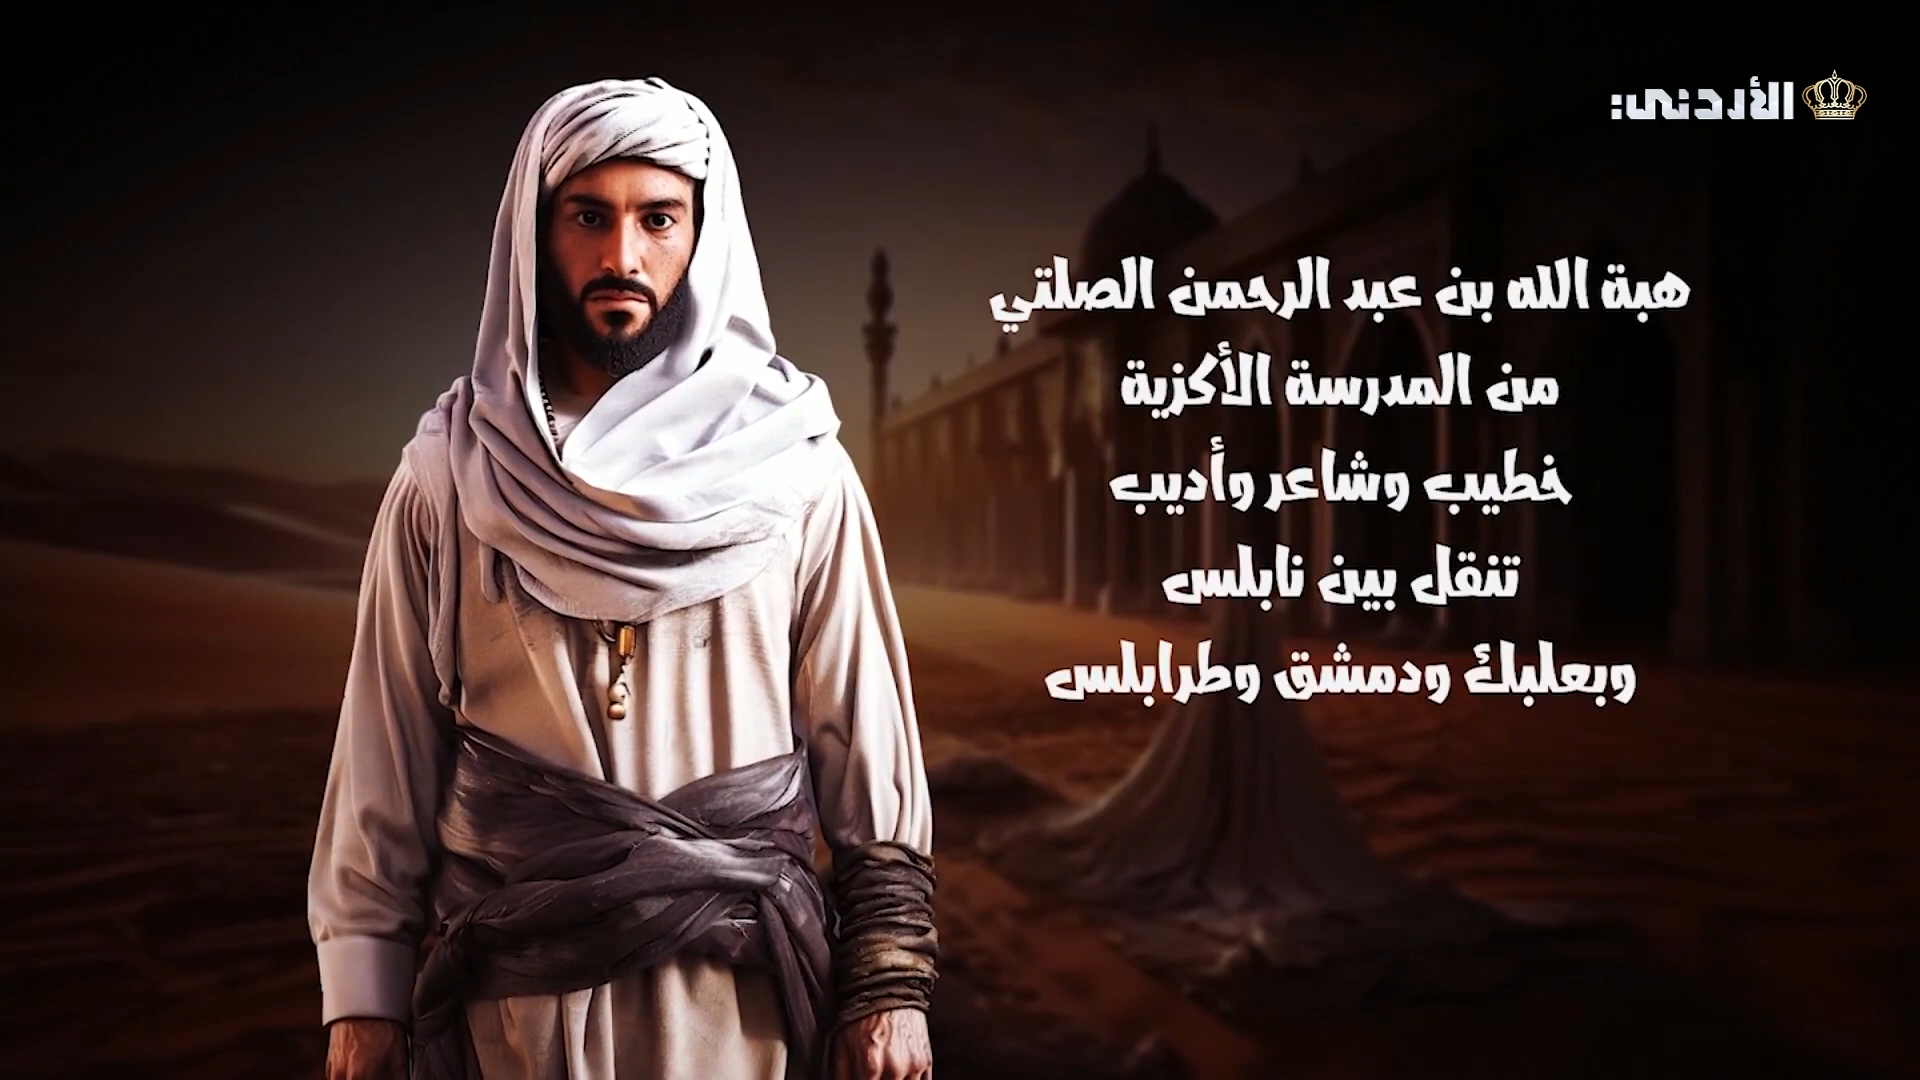 الأردني:
هبة الله بن عبد الرحمن الصلتي
من المدرسة الأكزية
خطيب وشاعر وأديب
تنقل بين نابلس
وبعلبك ودمشق وطرابلس